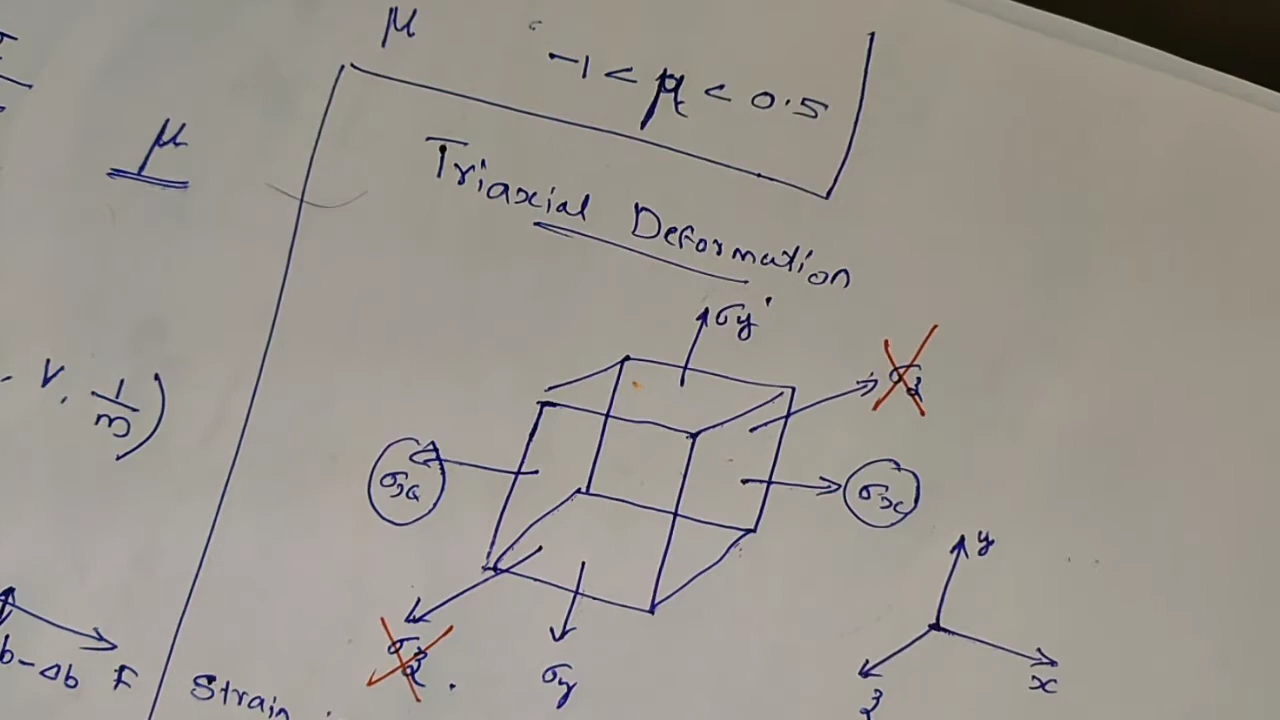 μ
-1 < μ < 0.5
μ
Triaxial Deformation
σy
σz
V. 1/m)
σx
σx
y
x
z
σz
σy
b-Δb F
Strain